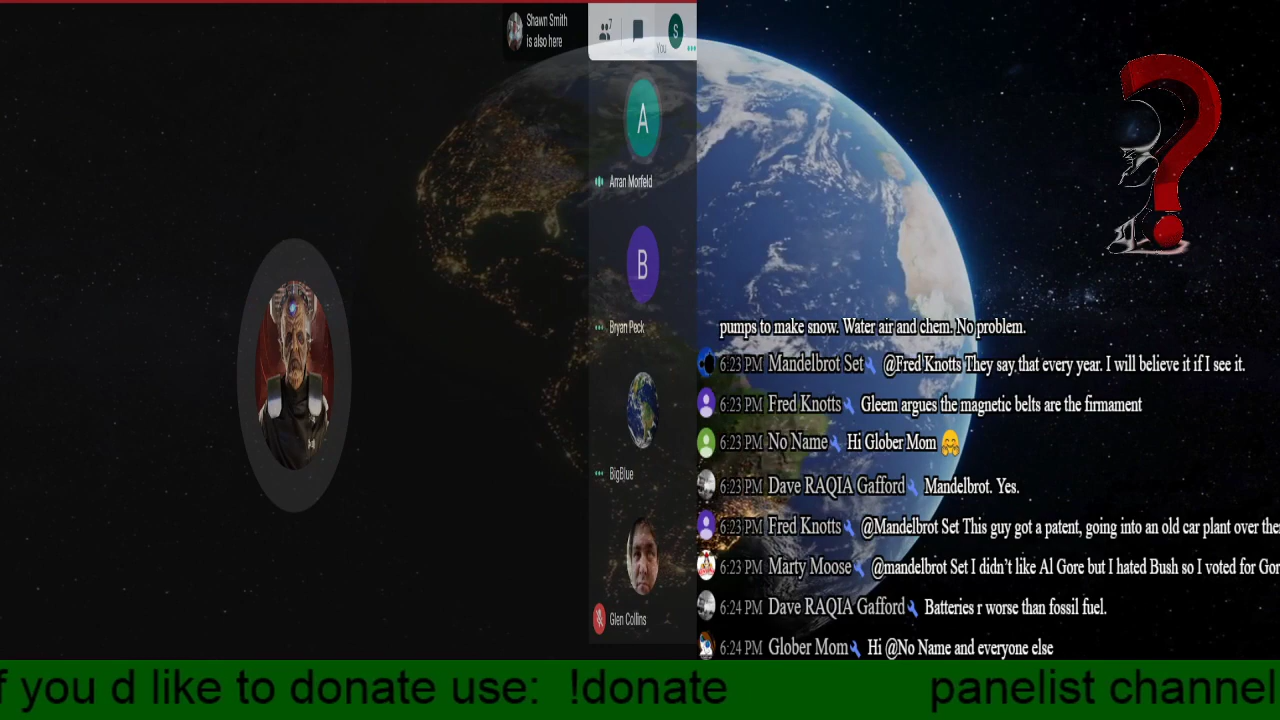 Shawn Smith
is also here
7
S
You
A
Arran Morfeld
B
Bryan Peck
BigBlue
Glen Collins
pumps to make snow. Water air and chem. No problem.
6:23 PM Mandelbrot Set @Fred Knotts They say that every year. I will believe it if I see it.
6:23 PM Fred Knotts Gleem argues the magnetic belts are the firmament
6:23 PM No Name Hi Glober Mom 🤗
6:23 PM Dave RAQIA Gafford Mandelbrot. Yes.
6:23 PM Fred Knotts @Mandelbrot Set This guy got a patent, going into an old car plant over
6:23 PM Marty Moose @mandelbrot Set I didn’t like Al Gore but I hated Bush so I voted for
6:24 PM Dave RAQIA Gafford Batteries r worse than fossil fuel.
6:24 PM Glober Mom Hi @No Name and everyone else
f you d like to donate use: !donate panelist channel